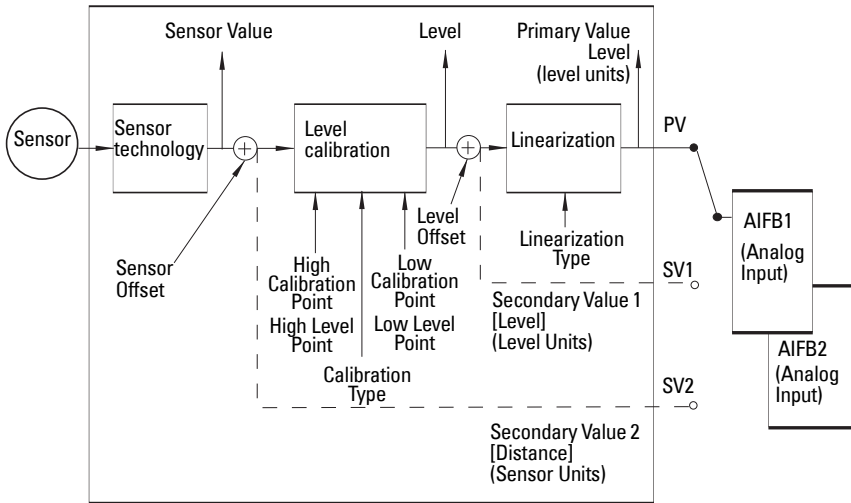 Sensor Value
Level
Primary Value
Level
(level units)
Sensor
Sensor
technology
Level
calibration
Linearization
PV
Sensor
Offset
High
Calibration
Point
High Level
Point
Low
Calibration
Point
Low Level
Point
Calibration
Type
Level
Offset
Linearization
Type
Secondary Value 1
[Level]
(Level Units)
SV1
AIFB1
(Analog
Input)
AIFB2
(Analog
Input)
SV2
Secondary Value 2
[Distance]
(Sensor Units)